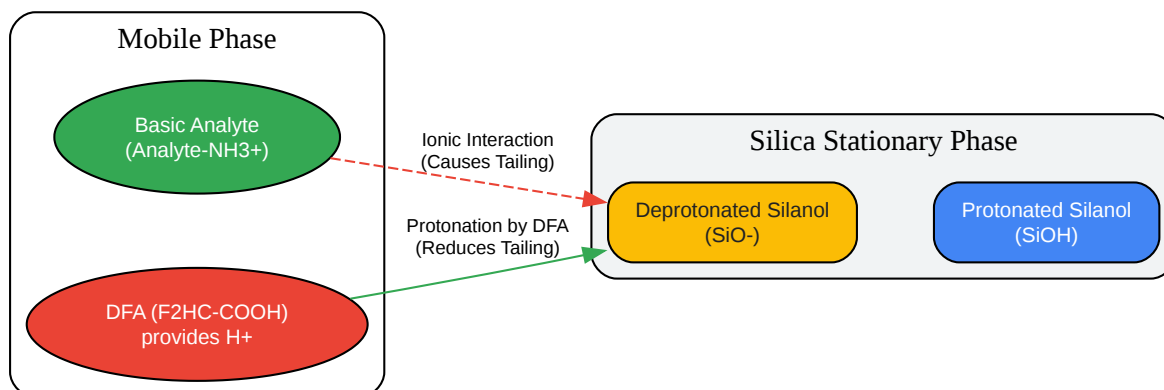 Mobile Phase
Basic Analyte
(Analyte-NH3+)
DFA (F2HC-COOH)
provides H+
Ionic Interaction
(Causes Tailing)
Protonation by DFA
(Reduces Tailing)
Silica Stationary Phase
Deprotonated Silanol
(SiO-)
Protonated Silanol
(SiOH)